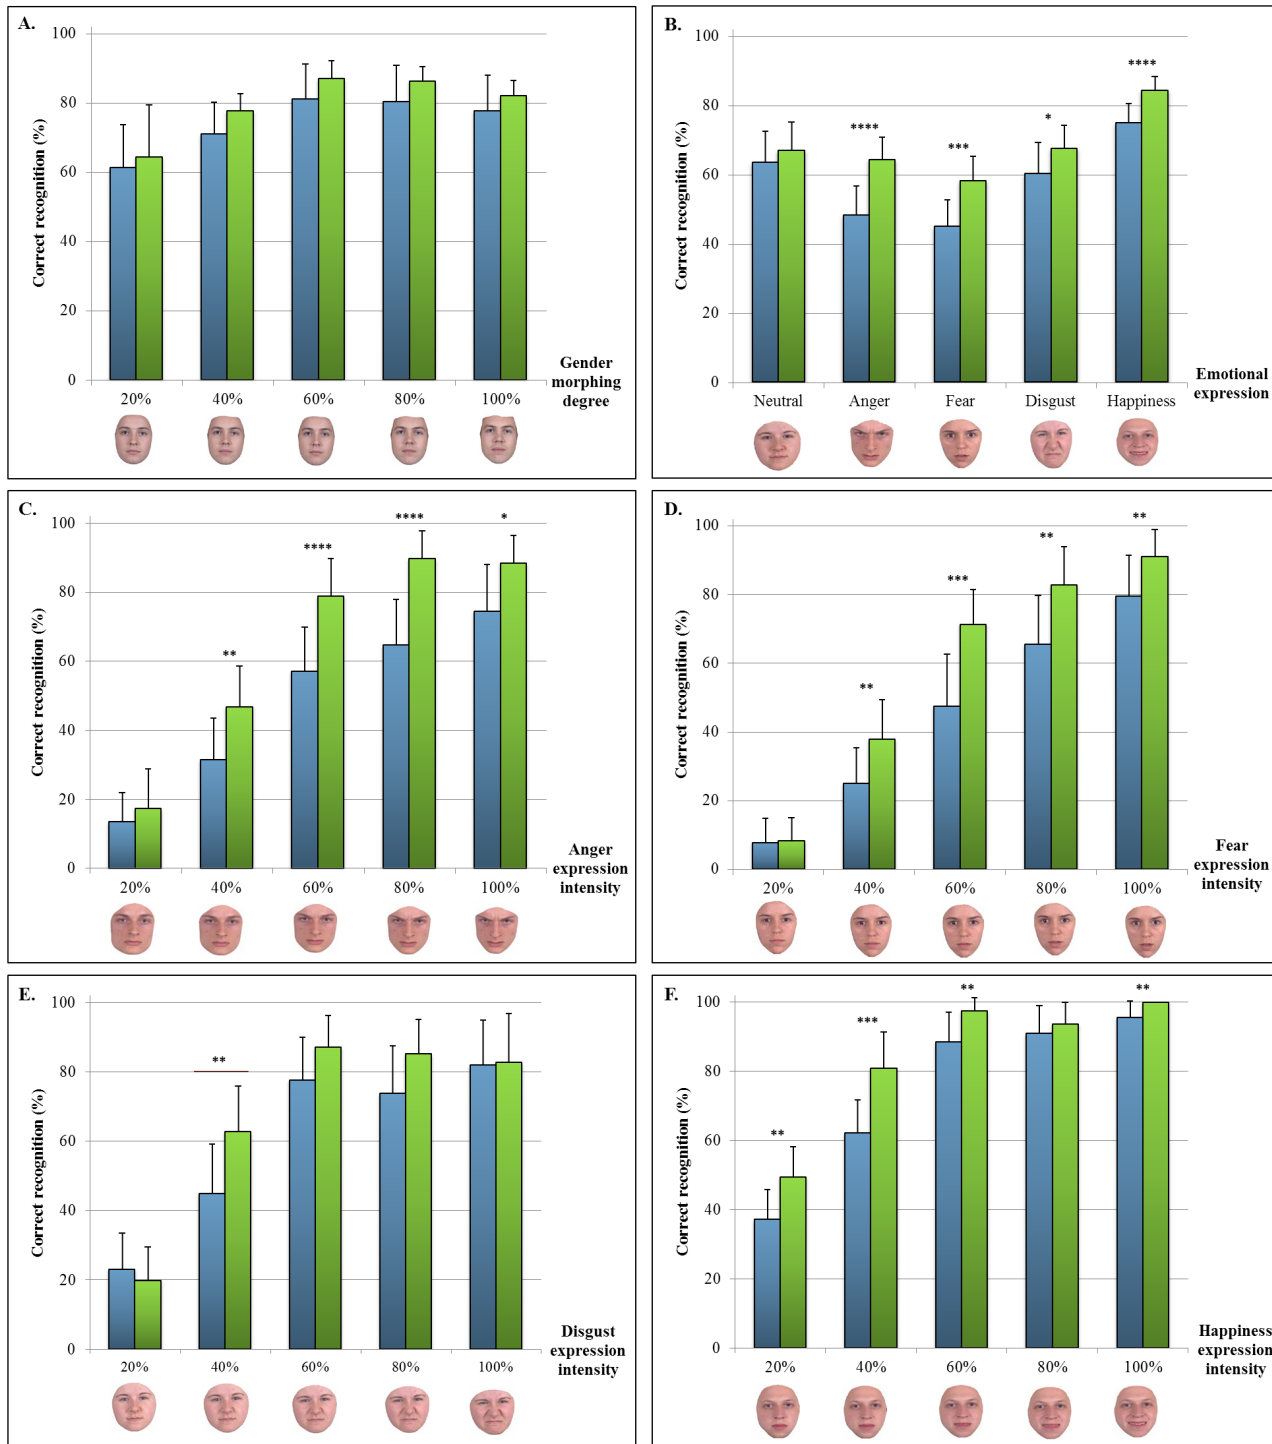 A.
100
80
60
40
20
0
Correct recognition (%)
20% 40% 60% 80% 100%
Gender
morphing
degree
B.
100
80
60
40
20
0
Correct recognition (%)
**** *** * ****
Neutral Anger Fear Disgust Happiness
Emotional
expression
C.
100
80
60
40
20
0
Correct recognition (%)
** **** **** *
20% 40% 60% 80% 100%
Anger
expression
intensity
D.
100
80
60
40
20
0
Correct recognition (%)
** *** ** **
20% 40% 60% 80% 100%
Fear
expression
intensity
E.
100
80
60
40
20
0
Correct recognition (%)
**
20% 40% 60% 80% 100%
Disgust
expression
intensity
F.
100
80
60
40
20
0
Correct recognition (%)
** *** ** **
20% 40% 60% 80% 100%
Happiness
expression
intensity